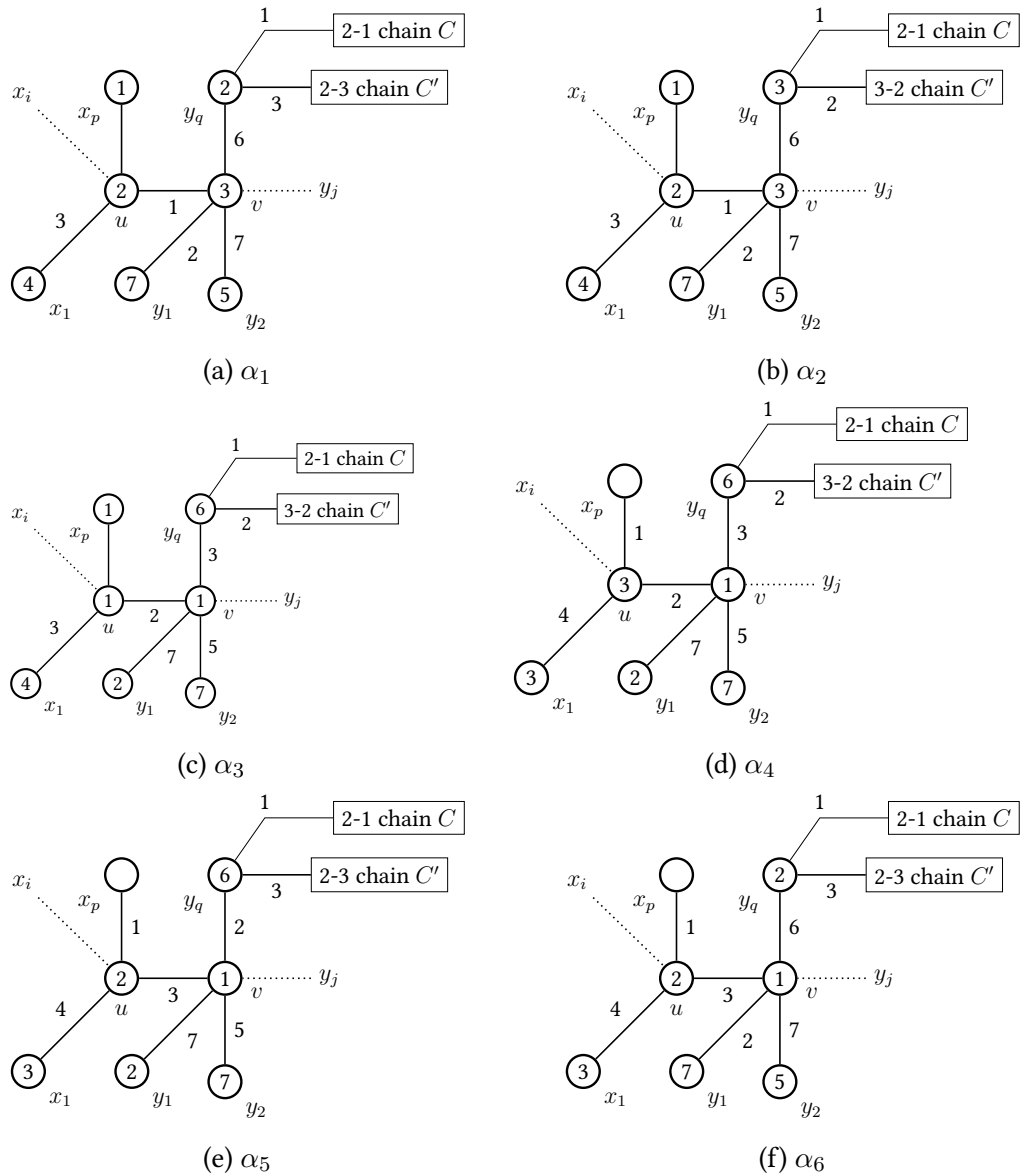 1
2-1 chain C
1 2 2-3 chain C′
x_i 3
x_p y_q
6
2 3 y_j
3 1 v
u 2 7
4 7 5
x_1 y_1 y_2
(a) α_1
1
2-1 chain C
1 3 3-2 chain C′
x_i 2
x_p y_q
6
2 3 y_j
3 1 v
u 2 7
4 7 5
x_1 y_1 y_2
(b) α_2
1
2-1 chain C
1 6 3-2 chain C′
x_i 2
x_p y_q
3
1 1 y_j
3 2 v
u 7 5
4 2 7
x_1 y_1 y_2
(c) α_3
1
2-1 chain C
6 3-2 chain C′
x_i 2
x_p y_q
1 3
3 1 y_j
4 2 v
u 7 5
3 2 7
x_1 y_1 y_2
(d) α_4
1
2-1 chain C
6 2-3 chain C′
x_i 3
x_p y_q
1 2
2 1 y_j
4 3 v
u 7 5
3 2 7
x_1 y_1 y_2
(e) α_5
1
2-1 chain C
2 2-3 chain C′
x_i 3
x_p y_q
1 6
2 1 y_j
4 3 v
u 2 7
3 7 5
x_1 y_1 y_2
(f) α_6